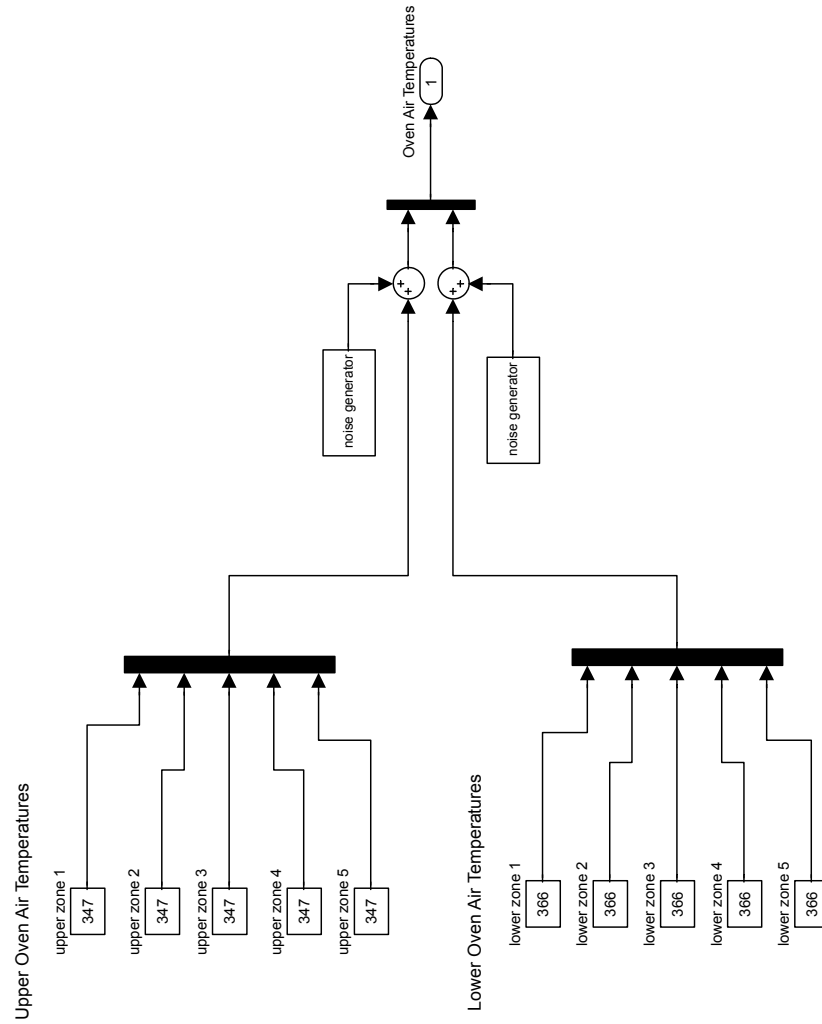 Upper Oven Air Temperatures
upper zone 1
347
upper zone 2
347
upper zone 3
347
upper zone 4
347
upper zone 5
347
noise generator
+
+
Oven Air Temperatures
1
+
+
noise generator
Lower Oven Air Temperatures
lower zone 1
366
lower zone 2
366
lower zone 3
366
lower zone 4
366
lower zone 5
366